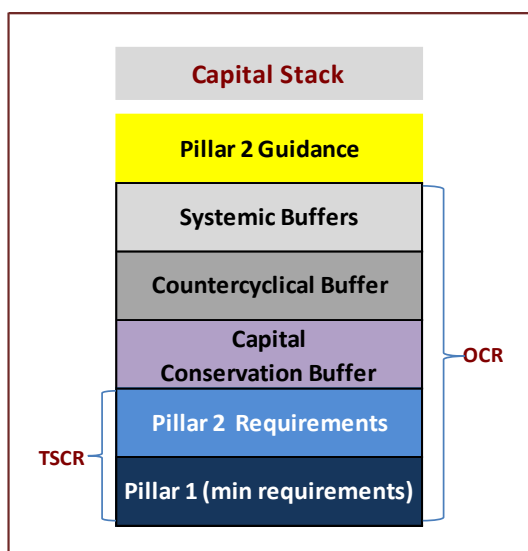 Capital Stack
Pillar 2 Guidance
Systemic Buffers
Countercyclical Buffer
Capital
Conservation Buffer
OCR
Pillar 2 Requirements
TSCR
Pillar 1 (min requirements)